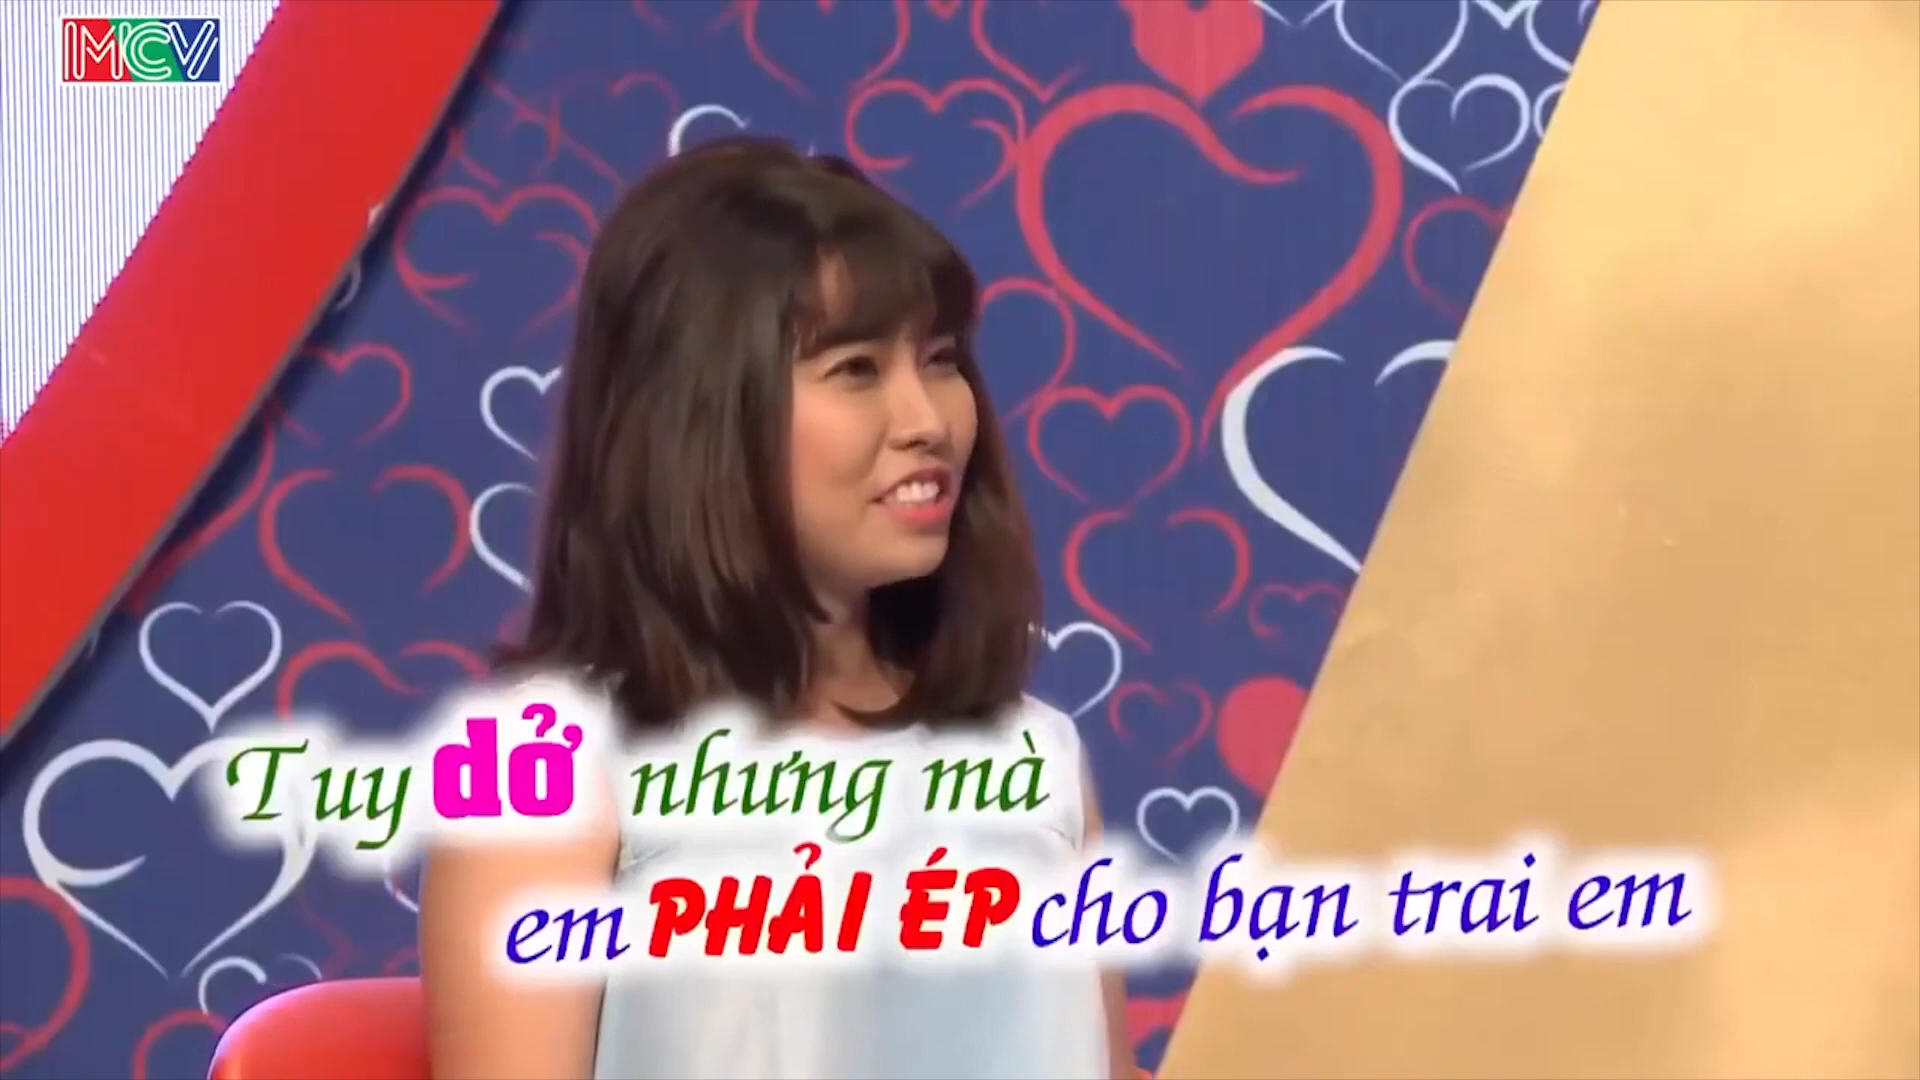 MCV
Tuy dở nhưng mà
em PHẢI ÉP cho bạn trai em